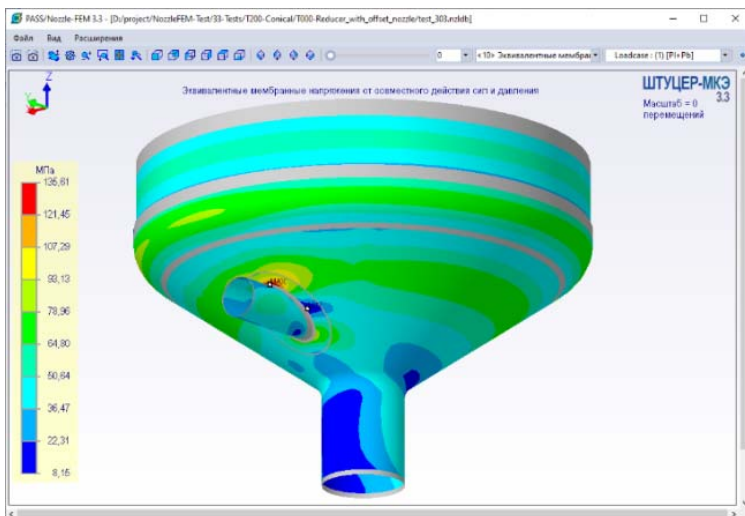 PASS/Nozzle-FEM 3.3 - [D:/project/NozzleFEM-Test/33-Tests/T200-Conical/T000-Reducer_with_offset_nozzle/test_303.nzldb]
Файл Вид Расширения
0 <10> Эквивалентные мембран Loadcase : (1) [Pl+Pb]
Z
Y
Эквивалентные мембранные напряжения от совместного действия сил и давления
ШТУЦЕР-МКЭ
3.3
Масштаб = 0
перемещений
МПа
135,61
121,45
107,29
93,13
78,96
64,80
50,64
36,47
22,31
8,15